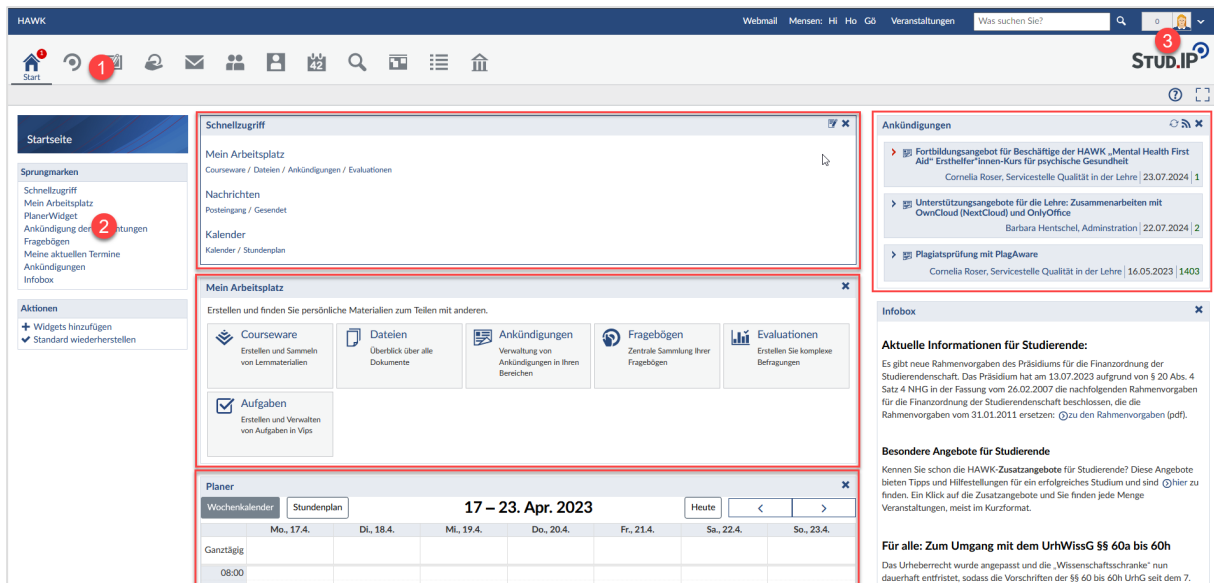 HAWK
Webmail Mensen: Hi Ho Gö Veranstaltungen Was suchen Sie? 0
1
Start
1
42
3
STUD.IP
Startseite
Sprungmarken
Schnellzugriff
Mein Arbeitsplatz
PlanerWidget
Ankündigung der
2
Fragebögen
Meine aktuellen Termine
Ankündigungen
Infobox
Aktionen
Widgets hinzufügen
Standard wiederherstellen
Schnellzugriff
Mein Arbeitsplatz
Courseware / Dateien / Ankündigungen / Evaluationen
Nachrichten
Posteingang / Gesendet
Kalender
Kalender / Stundenplan
Mein Arbeitsplatz
Erstellen und finden Sie persönliche Materialien zum Teilen mit anderen.
Courseware
Erstellen und Sammeln
von Lernmaterialien
Dateien
Überblick über alle
Dokumente
Ankündigungen
Verwaltung von
Ankündigungen in Ihren
Bereichen
Fragebögen
Zentrale Sammlung Ihrer
Fragebögen
Evaluationen
Erstellen Sie komplexe
Befragungen
Aufgaben
Erstellen und Verwalten
von Aufgaben in Vips
Planer
Wochenkalender Stundenplan 17 – 23. Apr. 2023 Heute
Mo., 17.4. Di., 18.4. Mi., 19.4. Do., 20.4. Fr., 21.4. Sa., 22.4. So., 23.4.
Ganztägig
08:00
Ankündigungen
Fortbildungsangebot für Beschäftige der HAWK „Mental Health First
Aid" Ersthelfer*innen-Kurs für psychische Gesundheit
Cornelia Roser, Servicestelle Qualität in der Lehre | 23.07.2024 | 1
Unterstützungsangebote für die Lehre: Zusammenarbeiten mit
OwnCloud (NextCloud) und OnlyOffice
Barbara Hentschel, Adminstration | 22.07.2024 | 2
Plagiatsprüfung mit PlagAware
Cornelia Roser, Servicestelle Qualität in der Lehre | 16.05.2023 | 1403
Infobox
Aktuelle Informationen für Studierende:
Es gibt neue Rahmenvorgaben des Präsidiums für die Finanzordnung der
Studierendenschaft. Das Präsidium hat am 13.07.2023 aufgrund von § 20 Abs. 4
Satz 4 NHG in der Fassung vom 26.02.2007 die nachfolgenden Rahmenvorgaben
für die Finanzordnung der Studierendenschaft beschlossen, die die
Rahmenvorgaben vom 31.01.2011 ersetzen: zu den Rahmenvorgaben (pdf).
Besondere Angebote für Studierende
Kennen Sie schon die HAWK-Zusatzangebote für Studierende? Diese Angebote
bieten Tipps und Hilfestellungen für ein erfolgreiches Studium und sind hier zu
finden. Ein Klick auf die Zusatzangebote und Sie finden jede Menge
Veranstaltungen, meist im Kurzformat.
Für alle: Zum Umgang mit dem UrhWissG §§ 60a bis 60h
Das Urheberrecht wurde angepasst und die „Wissenschaftsschranke" nun
dauerhaft entfristet, sodass die Vorschriften der §§ 60 bis 60h UrhG seit dem 7.